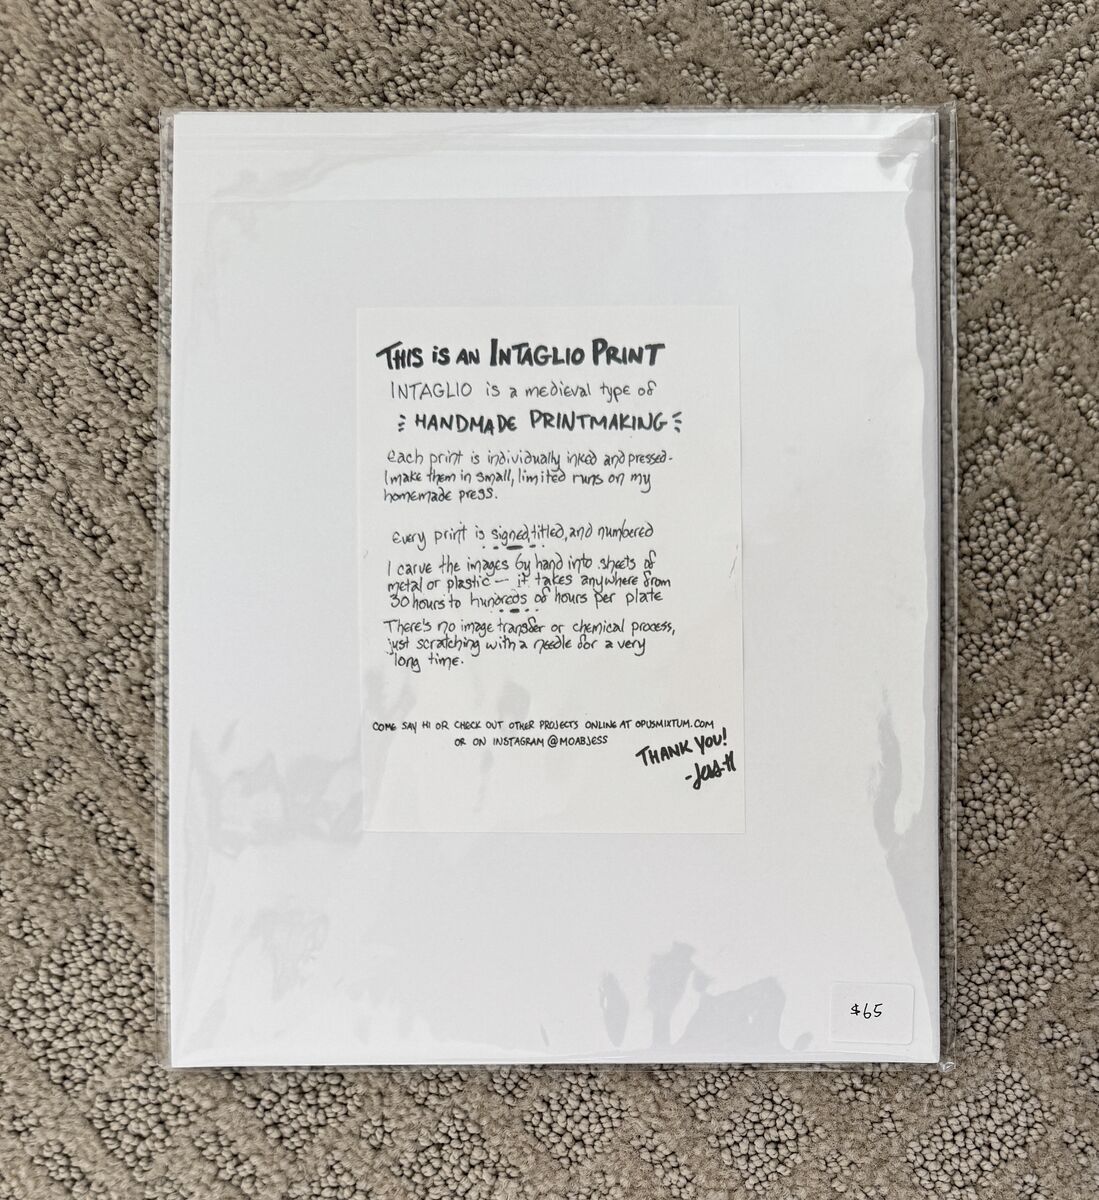 THIS IS AN INTAGLIO PRINT
INTAGLIO is a medieval type of
HANDMADE PRINTMAKING
each print is individually inked and pressed-
I make them in small, limited runs on my
homemade press.
Every print is signed, titled, and numbered
I carve the images by hand into sheets of
metal or plastic — it takes anywhere from
30 hours to hundreds of hours per plate
There's no image transfer or chemical process,
just scratching with a needle for a very
long time.
COME SAY HI OR CHECK OUT OTHER PROJECTS ONLINE AT OPUSMIXTUM.COM
OR ON INSTAGRAM @MOABJESS
THANK YOU!
$65